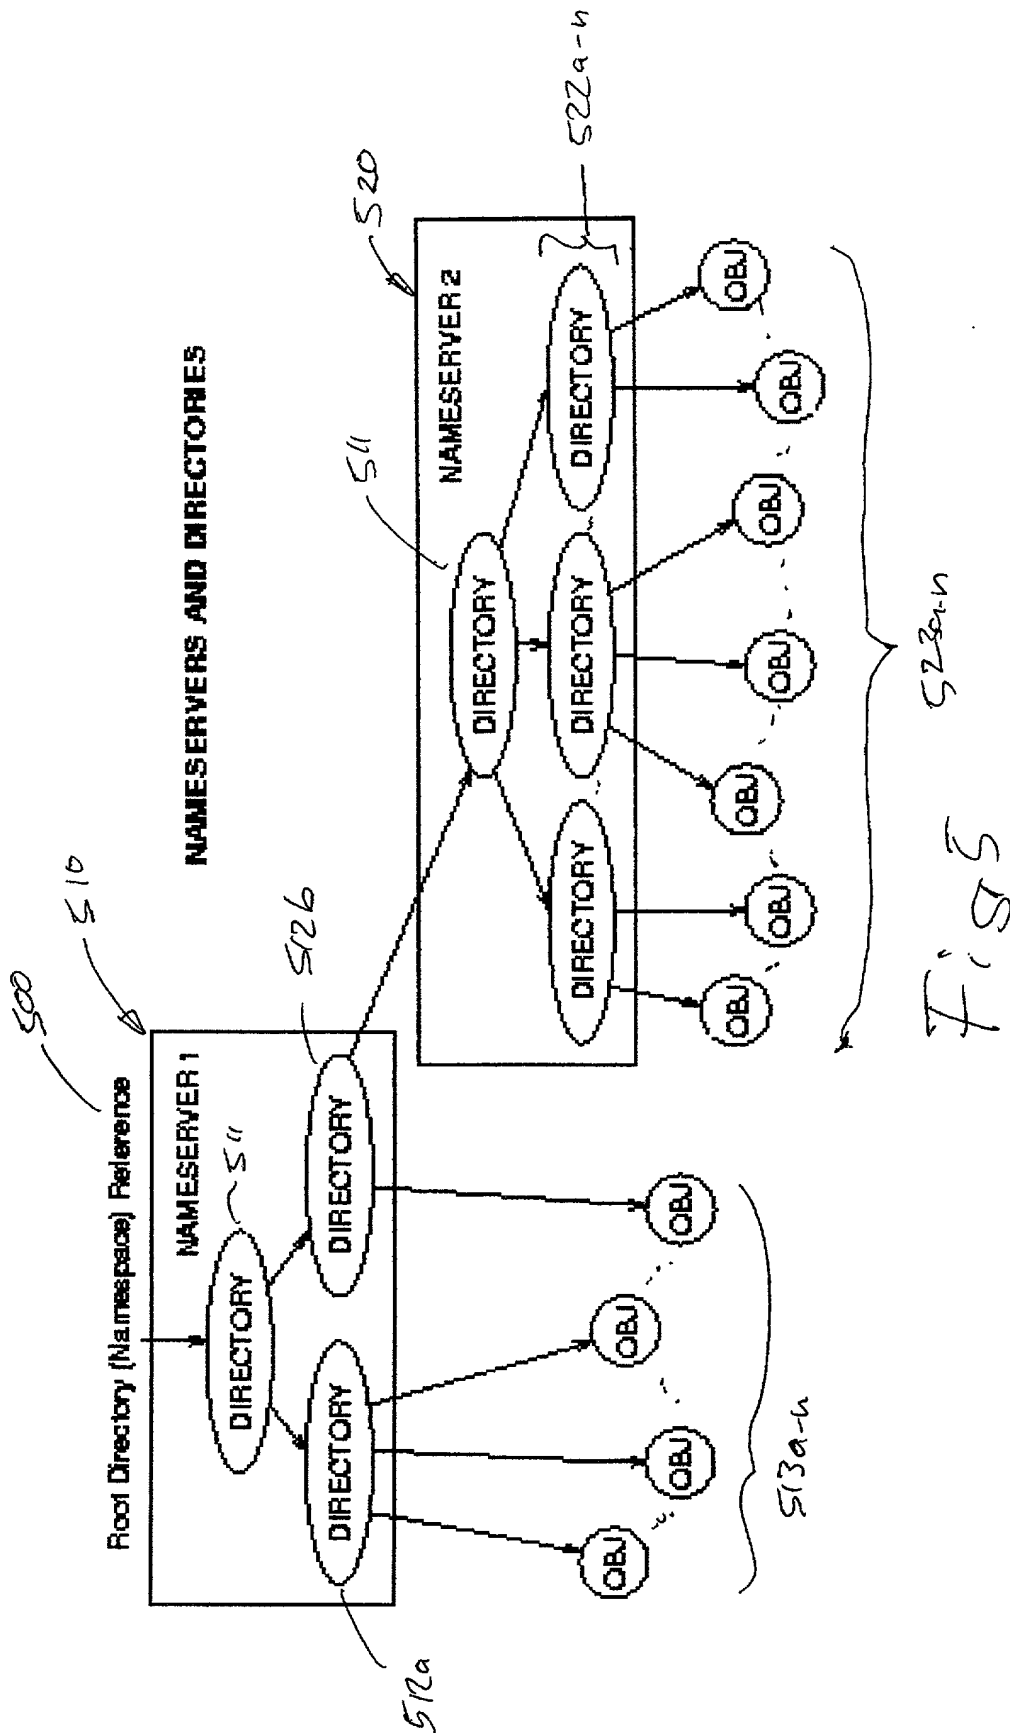 NAMESERVERS AND DIRECTORIES
500
Root Directory (Namespace) Reference
510
NAMESERVER 1
DIRECTORY
511
DIRECTORY
DIRECTORY
512a
512b
OBJ
OBJ
OBJ
OBJ
513a-n
520
NAMESERVER 2
511
DIRECTORY
DIRECTORY
DIRECTORY
DIRECTORY
522a-n
OBJ
OBJ
OBJ
OBJ
OBJ
OBJ
OBJ
523a-n
Fig 5